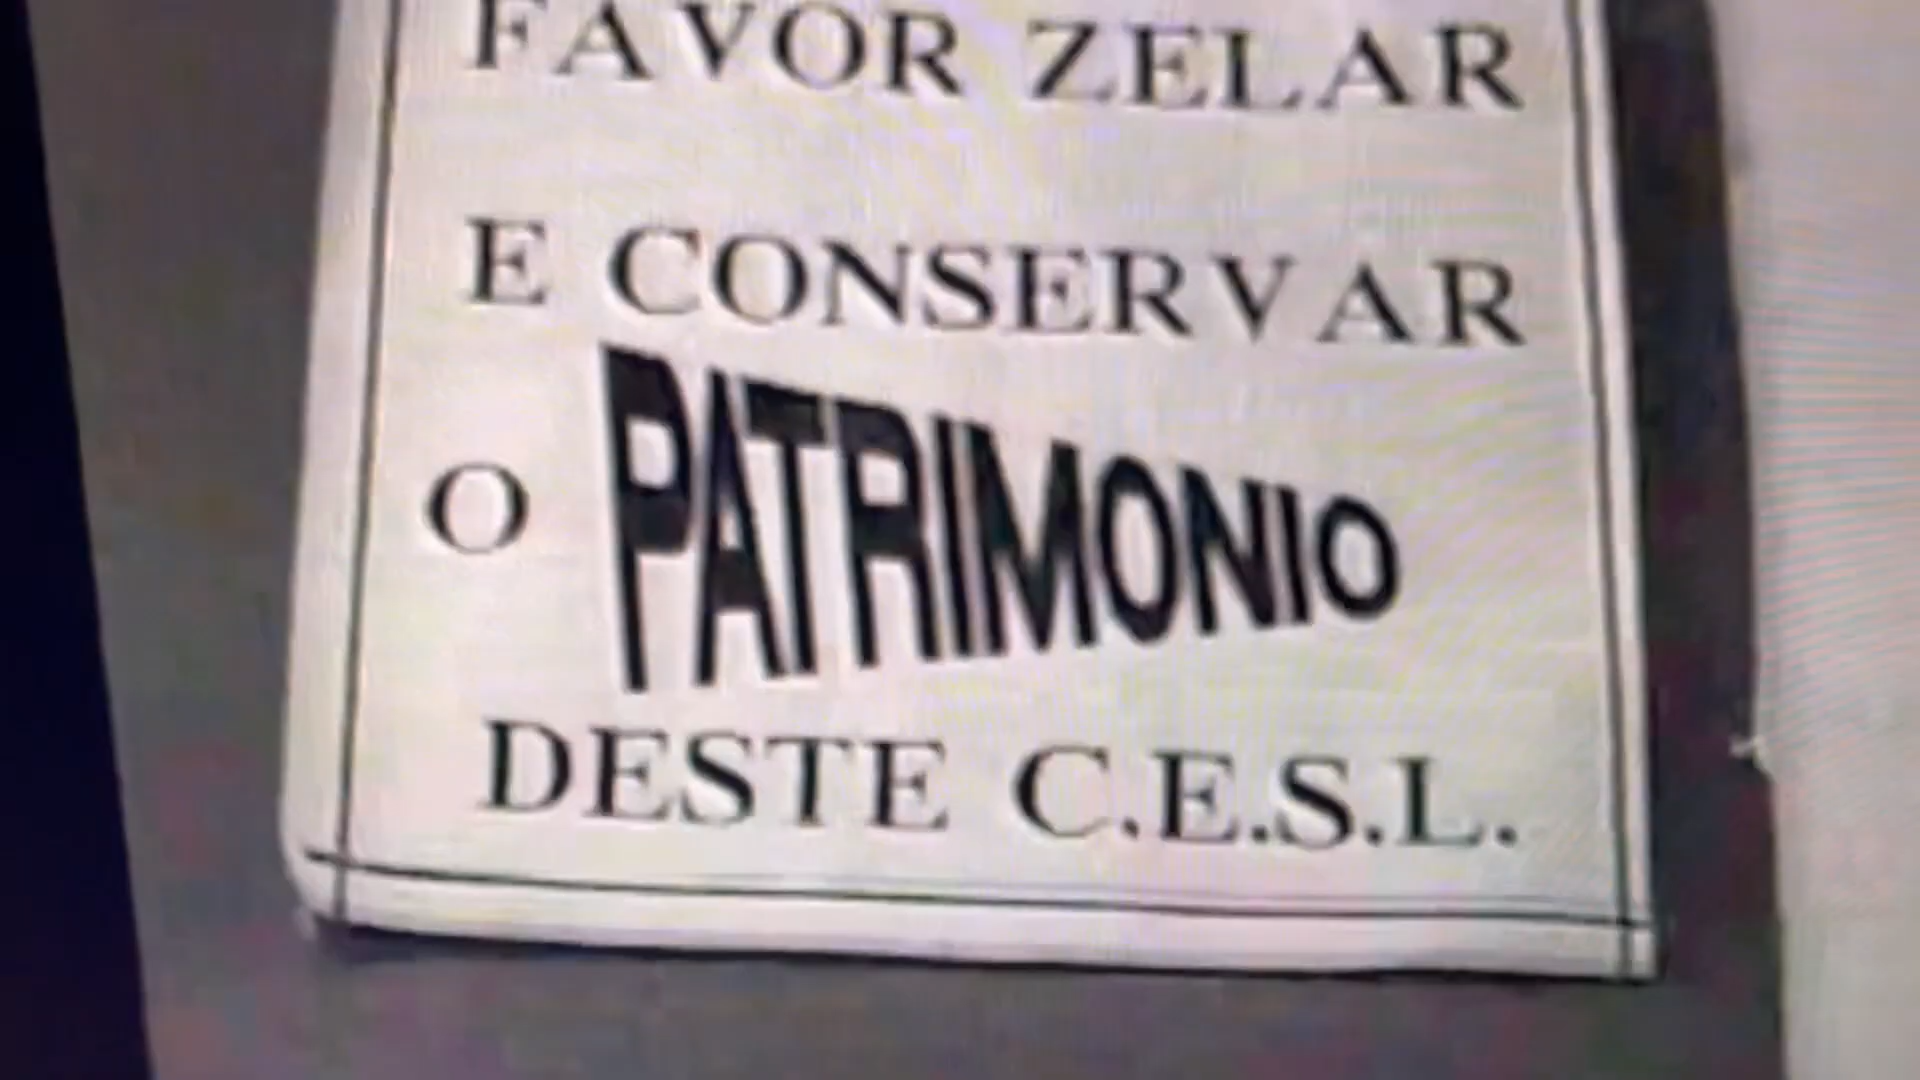 FAVOR ZELAR
E CONSERVAR
O PATRIMONIO
DESTE C.E.S.L.